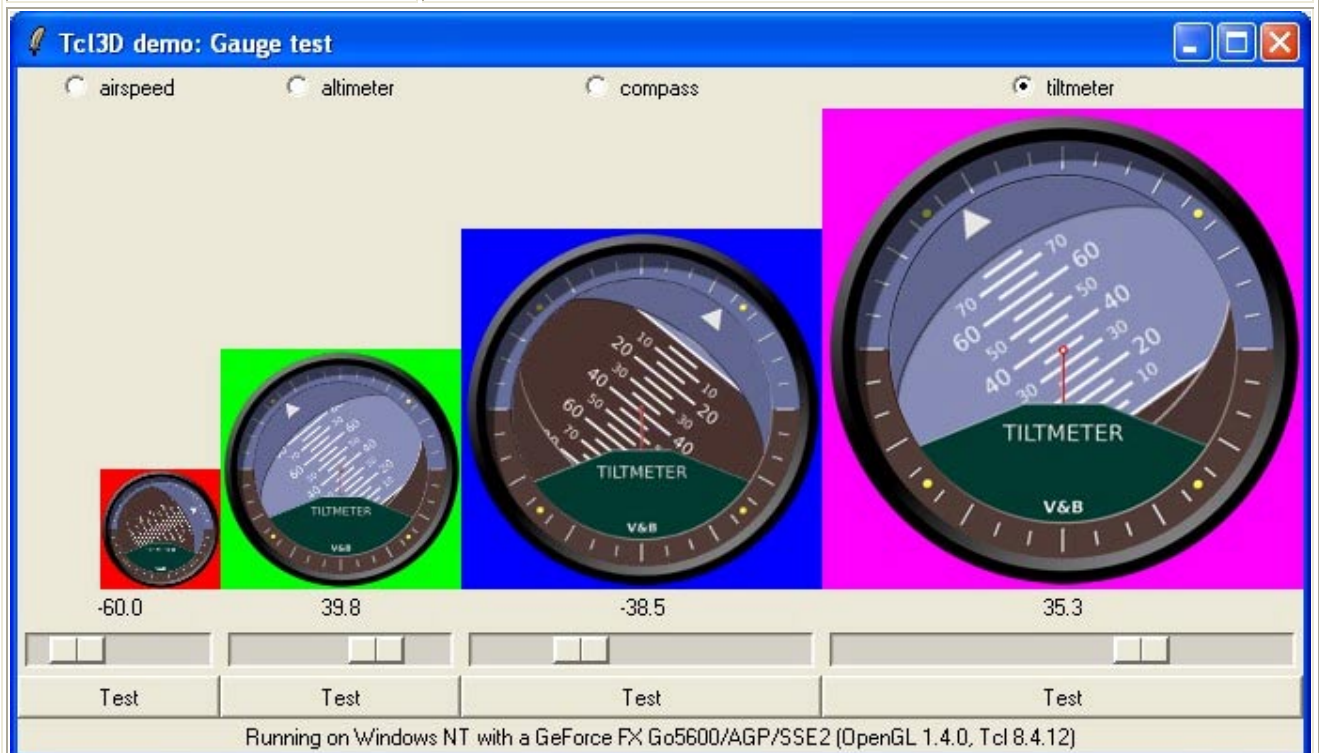 Tcl3D demo: Gauge test
airspeed altimeter compass tiltmeter
70
60
50
40
30
20
10
70
60
50
40
30
20
10
TILTMETER
V&B
10
20
30
40
50
60
70
10
20
30
40
TILTMETER
V&B
TILTMETER
V&B
-60.0 39.8 -38.5 35.3
Test Test Test Test
Running on Windows NT with a GeForce FX Go5600/AGP/SSE2 (OpenGL 1.4.0, Tcl 8.4.12)